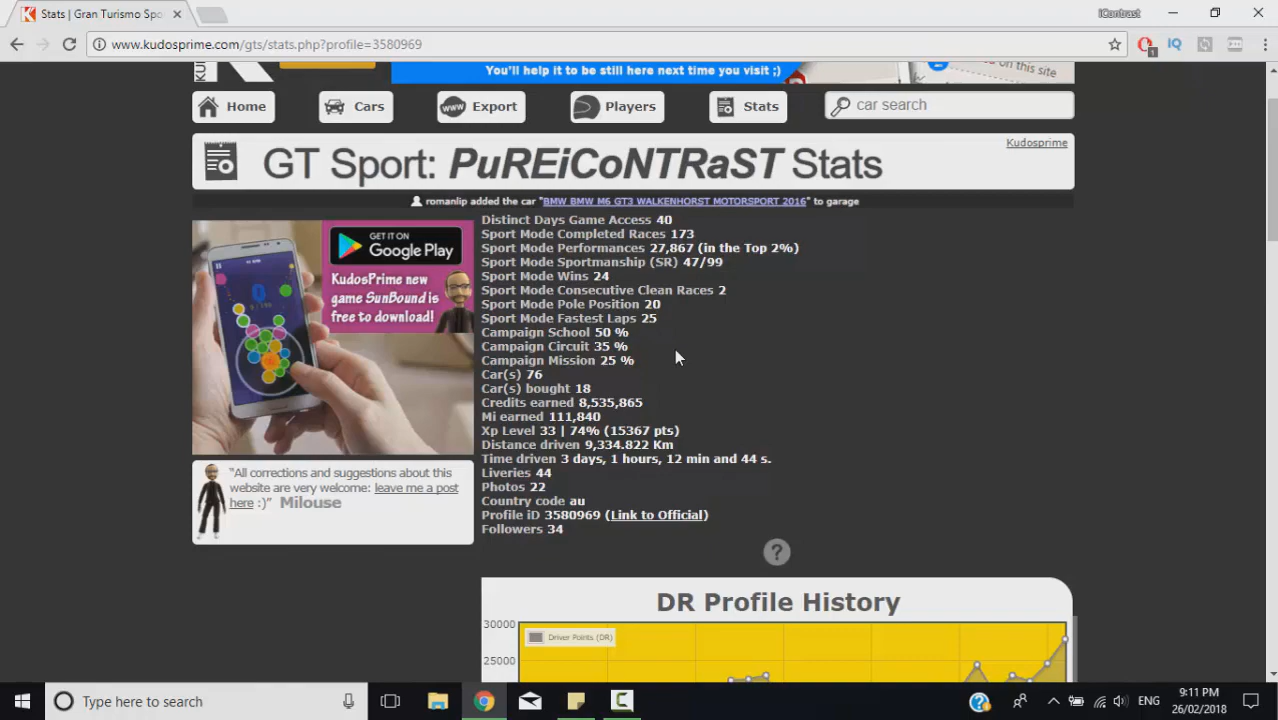 Stats | Gran Turismo Spo
iContrast
www.kudosprime.com/gts/stats.php?profile=3580969
1
IQ
You'll help it to be still here next time you visit ;)
on this site
Home
Cars
www
Export
Players
Stats
car search
GT Sport: PuREiCoNTRaST Stats
Kudosprime
romanlip added the car "BMW BMW M6 GT3 WALKENHORST MOTORSPORT 2016" to garage
GET IT ON
Google Play
KudosPrime new
game SunBound is
free to download!
"All corrections and suggestions about this
website are very welcome: leave me a post
here :)" Milouse
Distinct Days Game Access 40
Sport Mode Completed Races 173
Sport Mode Performances 27,867 (in the Top 2%)
Sport Mode Sportmanship (SR) 47/99
Sport Mode Wins 24
Sport Mode Consecutive Clean Races 2
Sport Mode Pole Position 20
Sport Mode Fastest Laps 25
Campaign School 50 %
Campaign Circuit 35 %
Campaign Mission 25 %
Car(s) 76
Car(s) bought 18
Credits earned 8,535,865
Mi earned 111,840
Xp Level 33 | 74% (15367 pts)
Distance driven 9,334.822 Km
Time driven 3 days, 1 hours, 12 min and 44 s.
Liveries 44
Photos 22
Country code au
Profile iD 3580969 (Link to Official)
Followers 34
?
DR Profile History
30000
Driver Points (DR)
25000
Type here to search
ENG
9:11 PM
26/02/2018